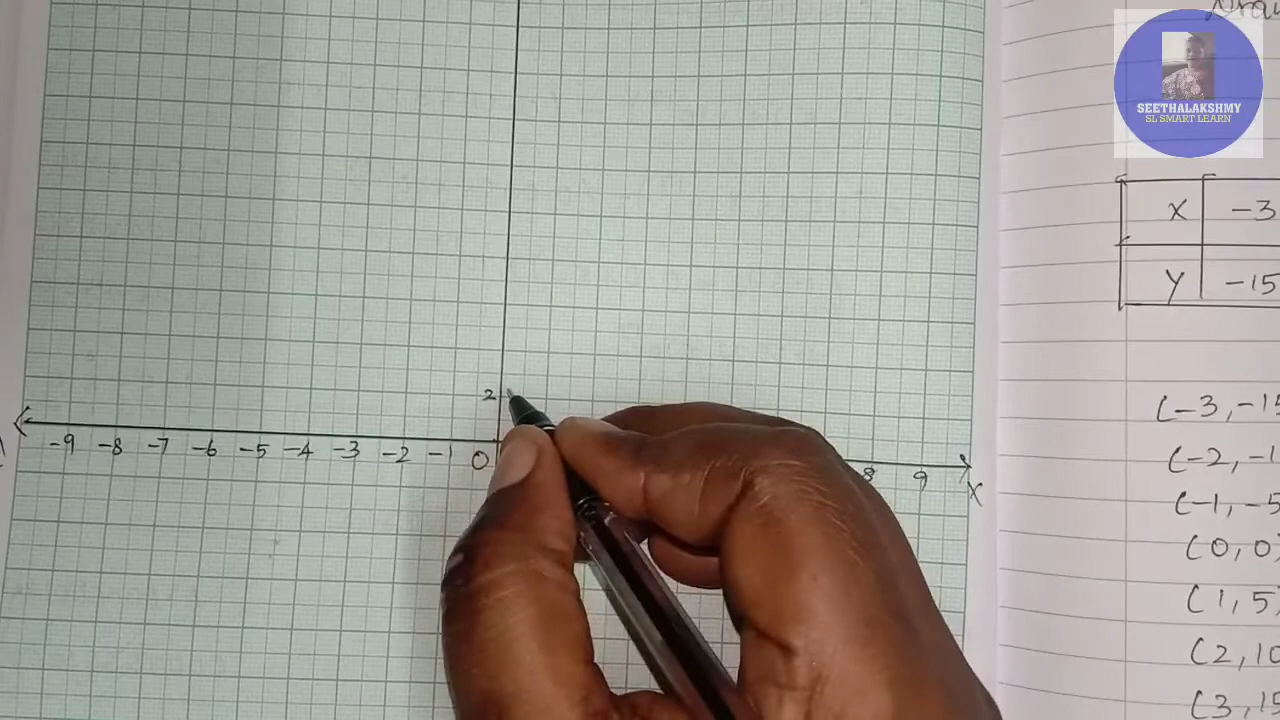 SEETHALAKSHMY
SL SMART LEARN
X -3
Y -15
2
-9 -8 -7 -6 -5 -4 -3 -2 -1 0 8 9
X
(-3, -15
(-2, -1
(-1, -5
(0, 0)
(1, 5
(2, 10
(3, 15